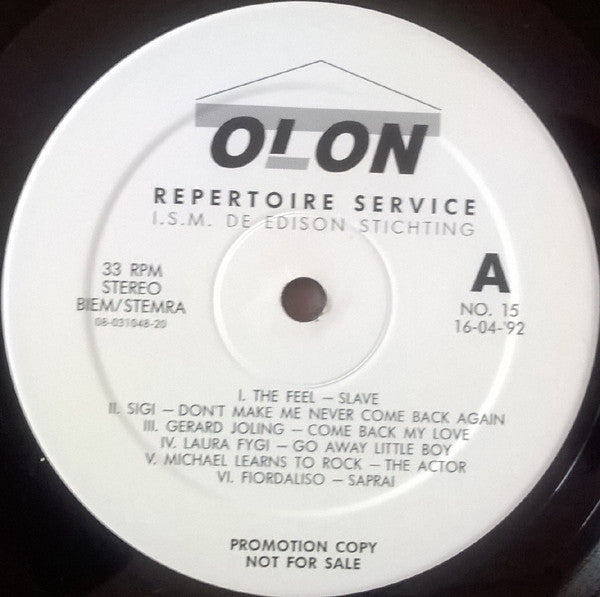 OLON
REPERTOIRE SERVICE
I.S.M. DE EDISON STICHTING
33 RPM
STEREO
BIEM/STEMRA
08-031048-20
A
NO. 15
16-04-'92
I. THE FEEL – SLAVE
II. SIGI – DON'T MAKE ME NEVER COME BACK AGAIN
III. GERARD JOLING – COME BACK MY LOVE
IV. LAURA FYGI – GO AWAY LITTLE BOY
V. MICHAEL LEARNS TO ROCK – THE ACTOR
VI. FIORDALISO – SAPRAI
PROMOTION COPY
NOT FOR SALE